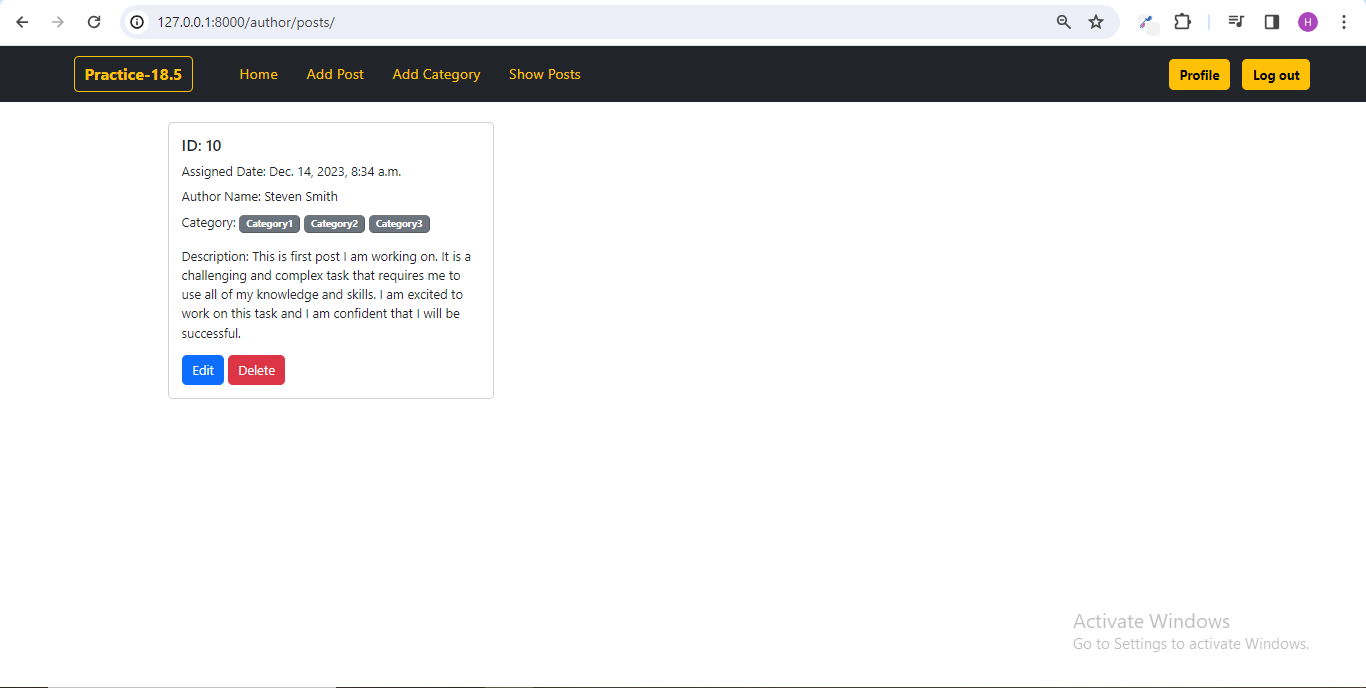 127.0.0.1:8000/author/posts/
H
Practice-18.5 Home Add Post Add Category Show Posts Profile Log out
ID: 10
Assigned Date: Dec. 14, 2023, 8:34 a.m.
Author Name: Steven Smith
Category: Category1 Category2 Category3
Description: This is first post I am working on. It is a
challenging and complex task that requires me to
use all of my knowledge and skills. I am excited to
work on this task and I am confident that I will be
successful.
Edit Delete
Activate Windows
Go to Settings to activate Windows.